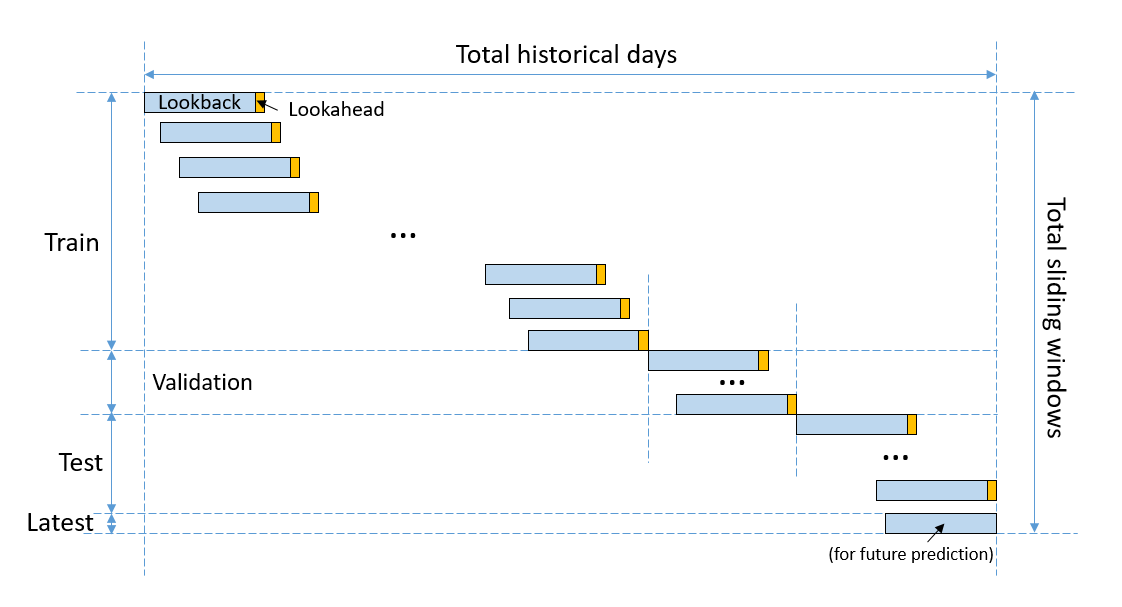 Total historical days
Lookback
Lookahead
Train
...
Total sliding windows
Validation
...
Test
...
Latest
(for future prediction)